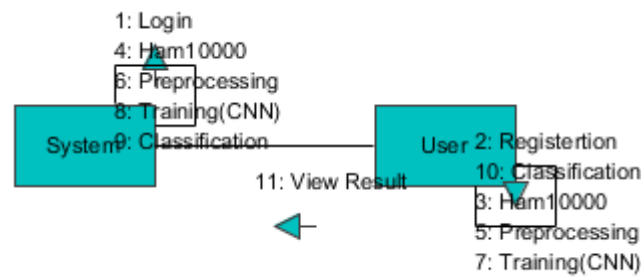 1: Login
4: Ham10000
6: Preprocessing
8: Training(CNN)
9: Classification
System
User
2: Registertion
10: Classification
3: Ham10000
5: Preprocessing
7: Training(CNN)
11: View Result